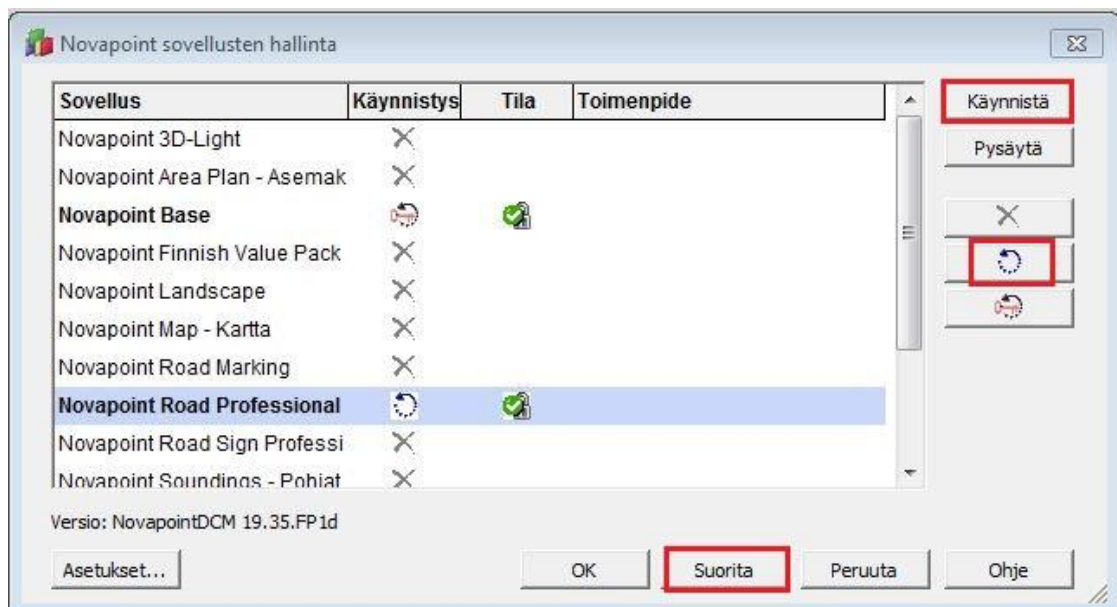 Novapoint sovellusten hallinta
Sovellus Käynnistys Tila Toimenpide
Käynnistä
Novapoint 3D-Light
Pysäytä
Novapoint Area Plan - Asemak
Novapoint Base
Novapoint Finnish Value Pack
Novapoint Landscape
Novapoint Map - Kartta
Novapoint Road Marking
Novapoint Road Professional
Novapoint Road Sign Professi
Novapoint Soundings - Pohjat
Versio: NovapointDCM 19.35.FP1d
Asetukset... OK Suorita Peruuta Ohje